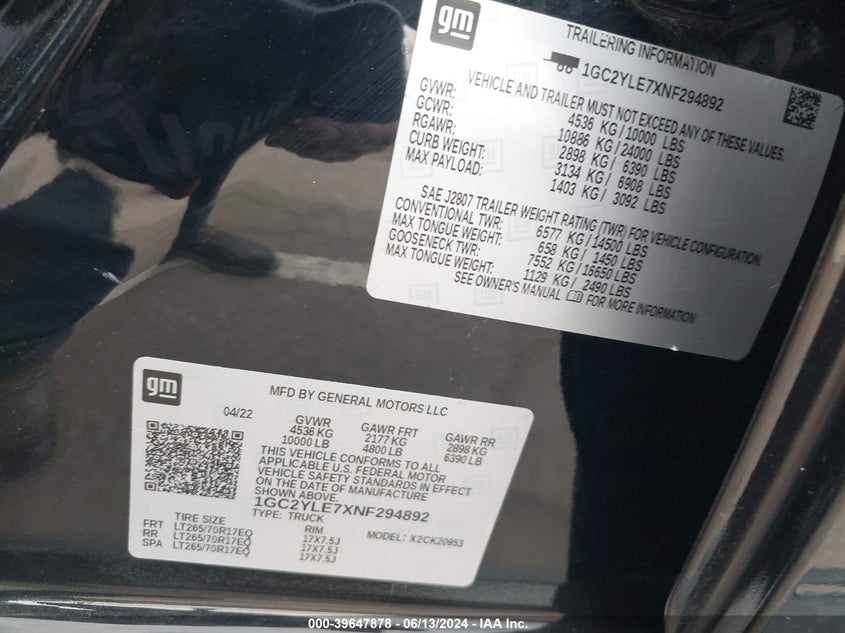 gm
TRAILERING INFORMATION
1GC2YLE7XNF294892
VEHICLE AND TRAILER MUST NOT EXCEED ANY OF THESE VALUES.
GVWR: 4536 KG/10000 LBS
GCWR: 10886 KG/24000 LBS
RGAWR: 2898 KG/ 6390 LBS
CURB WEIGHT: 3134 KG/ 6908 LBS
MAX PAYLOAD: 1403 KG/ 3092 LBS
SAE J2807 TRAILER WEIGHT RATING (TWR) FOR VEHICLE CONFIGURATION.
CONVENTIONAL TWR: 6577 KG/14500 LBS
MAX TONGUE WEIGHT: 658 KG/ 1450 LBS
GOOSENECK TWR: 7552 KG/16650 LBS
MAX TONGUE WEIGHT: 1129 KG/ 2490 LBS
SEE OWNER'S MANUAL FOR MORE INFORMATION
gm
MFD BY GENERAL MOTORS LLC
04/22 GVWR GAWR FRT GAWR RR
4536 KG 2177 KG 2898 KG
10000 LB 4800 LB 6390 LB
THIS VEHICLE CONFORMS TO ALL
APPLICABLE U.S. FEDERAL MOTOR
VEHICLE SAFETY STANDARDS IN EFFECT
ON THE DATE OF MANUFACTURE
SHOWN ABOVE.
1GC2YLE7XNF294892
TYPE: TRUCK MODEL: X2CK20953
TIRE SIZE RIM
FRT LT265/70R17EQ 17X7.5J
RR LT265/70R17EQ 17X7.5J
SPA LT265/70R17EQ 17X7.5J
000-39647878 - 06/13/2024 - IAA Inc.